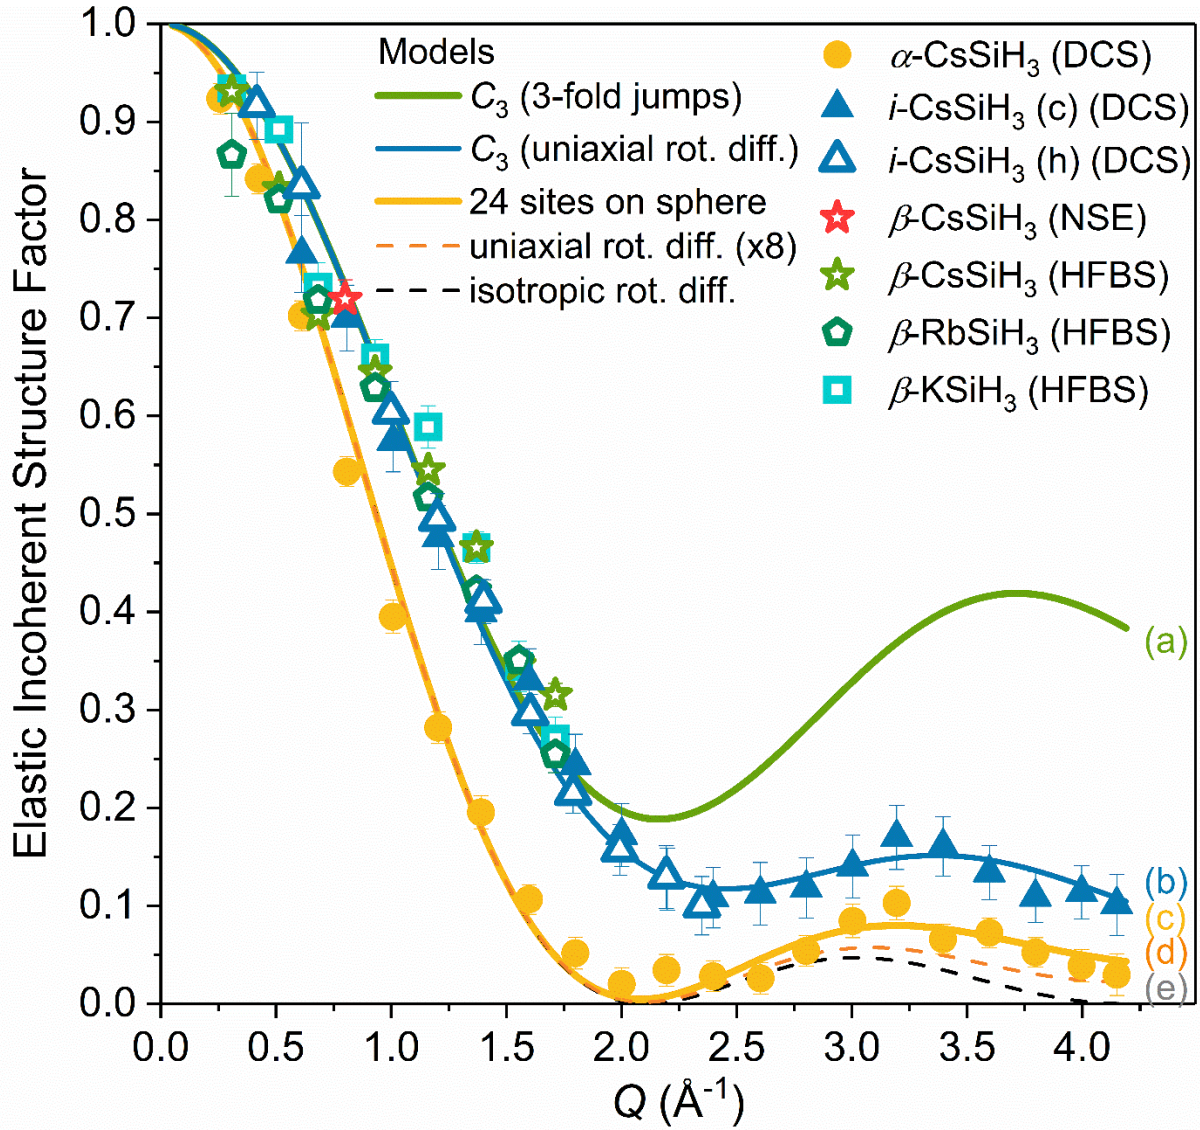 Models
C₃ (3-fold jumps)
C₃ (uniaxial rot. diff.)
24 sites on sphere
uniaxial rot. diff. (x8)
isotropic rot. diff.
α-CsSiH₃ (DCS)
i-CsSiH₃ (c) (DCS)
i-CsSiH₃ (h) (DCS)
β-CsSiH₃ (NSE)
β-CsSiH₃ (HFBS)
β-RbSiH₃ (HFBS)
β-KSiH₃ (HFBS)
Elastic Incoherent Structure Factor
1.0
0.9
0.8
0.7
0.6
0.5
0.4
0.3
0.2
0.1
0.0
(a)
(b)
(c)
(d)
(e)
0.0 0.5 1.0 1.5 2.0 2.5 3.0 3.5 4.0
Q (Å⁻¹)